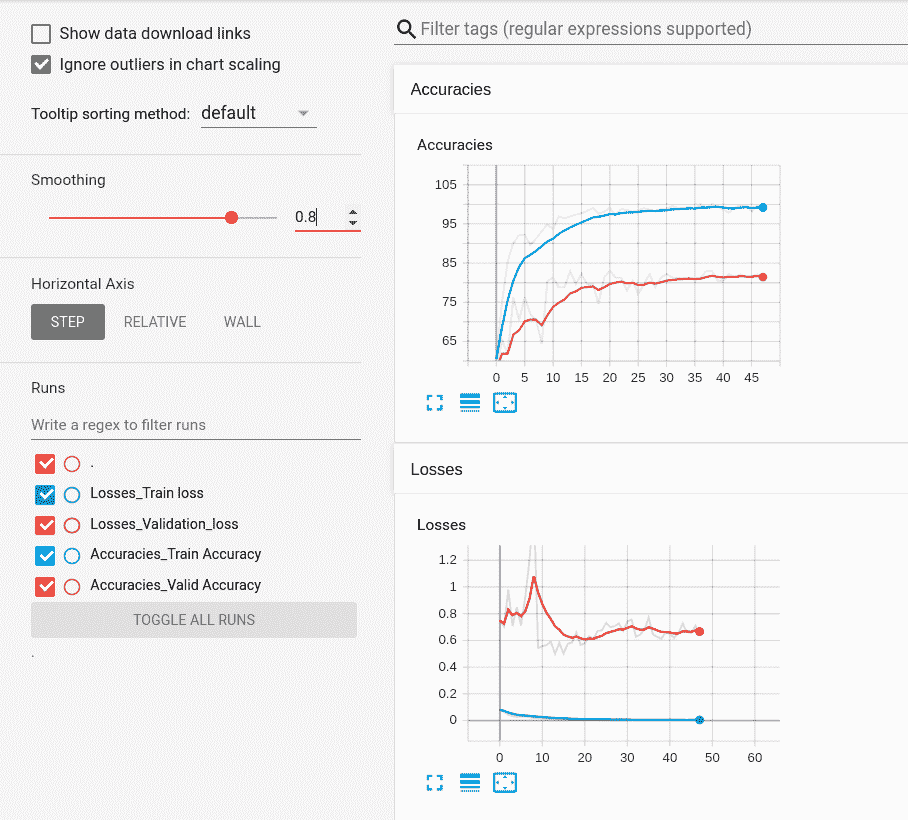 Show data download links
Ignore outliers in chart scaling
Tooltip sorting method: default
Smoothing
0.8
Horizontal Axis
STEP RELATIVE WALL
Runs
Write a regex to filter runs
.
Losses_Train loss
Losses_Validation_loss
Accuracies_Train Accuracy
Accuracies_Valid Accuracy
TOGGLE ALL RUNS
.
Filter tags (regular expressions supported)
Accuracies
Accuracies
105
95
85
75
65
0 5 10 15 20 25 30 35 40 45
Losses
Losses
1.2
1
0.8
0.6
0.4
0.2
0
0 10 20 30 40 50 60